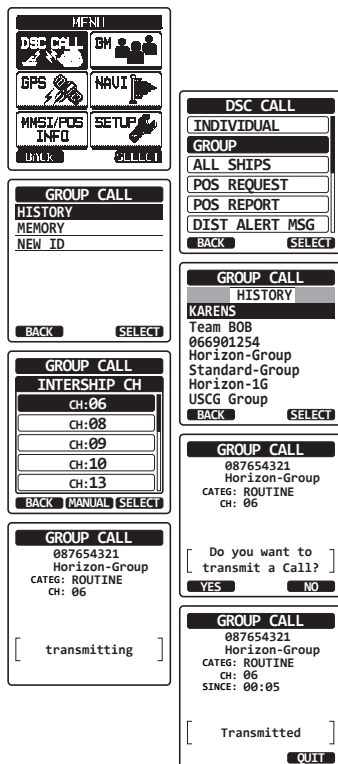 MENU
DSC CALL GM
GPS NAVI
MMSI/POS INFO SETUP
BACK SELECT
DSC CALL
INDIVIDUAL
GROUP
ALL SHIPS
POS REQUEST
POS REPORT
DIST ALERT MSG
BACK SELECT
GROUP CALL
HISTORY
MEMORY
NEW ID
BACK SELECT
GROUP CALL
HISTORY
KARENS
Team BOB
066901254
Horizon-Group
Standard-Group
Horizon-1G
USCG Group
BACK SELECT
GROUP CALL
INTERSHIP CH
CH:06
CH:08
CH:09
CH:10
CH:13
BACK MANUAL SELECT
GROUP CALL
087654321
Horizon-Group
CATEG: ROUTINE
CH: 06
Do you want to
transmit a Call?
YES NO
GROUP CALL
087654321
Horizon-Group
CATEG: ROUTINE
CH: 06
transmitting
GROUP CALL
087654321
Horizon-Group
CATEG: ROUTINE
CH: 06
SINCE: 00:05
Transmitted
QUIT